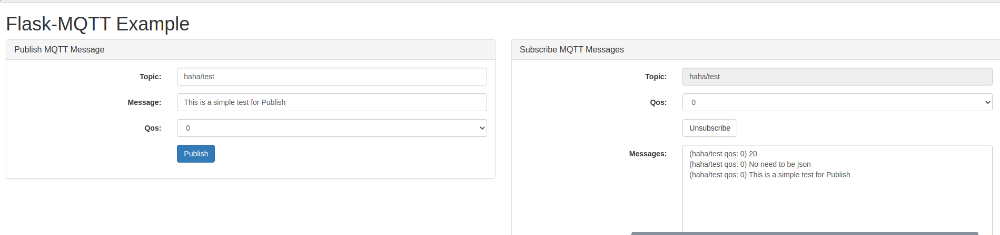 Flask-MQTT Example
Publish MQTT Message
Topic: haha/test
Message: This is a simple test for Publish
Qos: 0
Publish
Subscribe MQTT Messages
Topic: haha/test
Qos: 0
Unsubscribe
Messages: (haha/test qos: 0) 20
(haha/test qos: 0) No need to be json
(haha/test qos: 0) This is a simple test for Publish